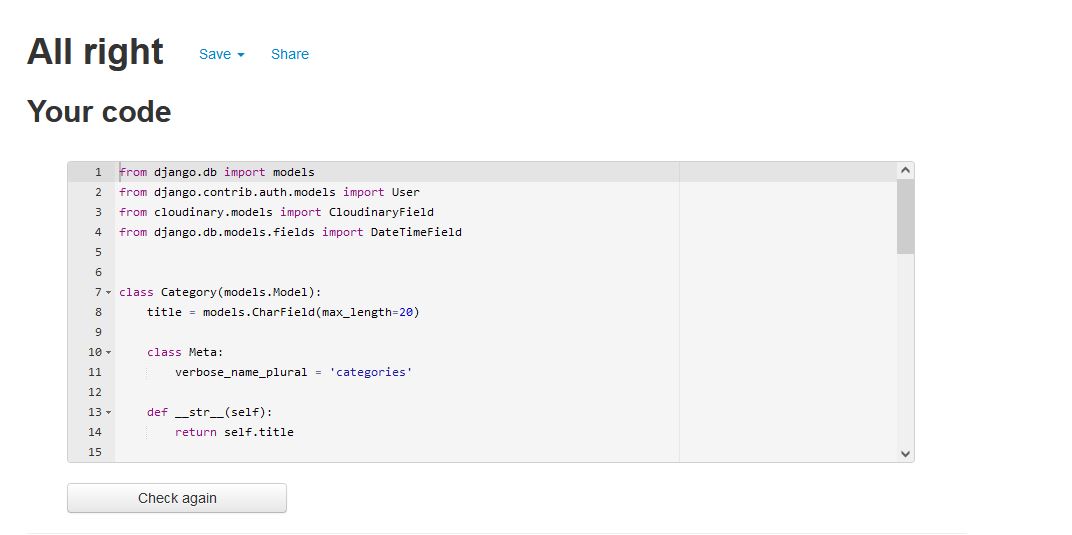 All right Save Share
Your code
1 from django.db import models
2 from django.contrib.auth.models import User
3 from cloudinary.models import CloudinaryField
4 from django.db.models.fields import DateTimeField
5
6
7 class Category(models.Model):
8     title = models.CharField(max_length=20)
9
10     class Meta:
11         verbose_name_plural = 'categories'
12
13     def __str__(self):
14         return self.title
15
Check again